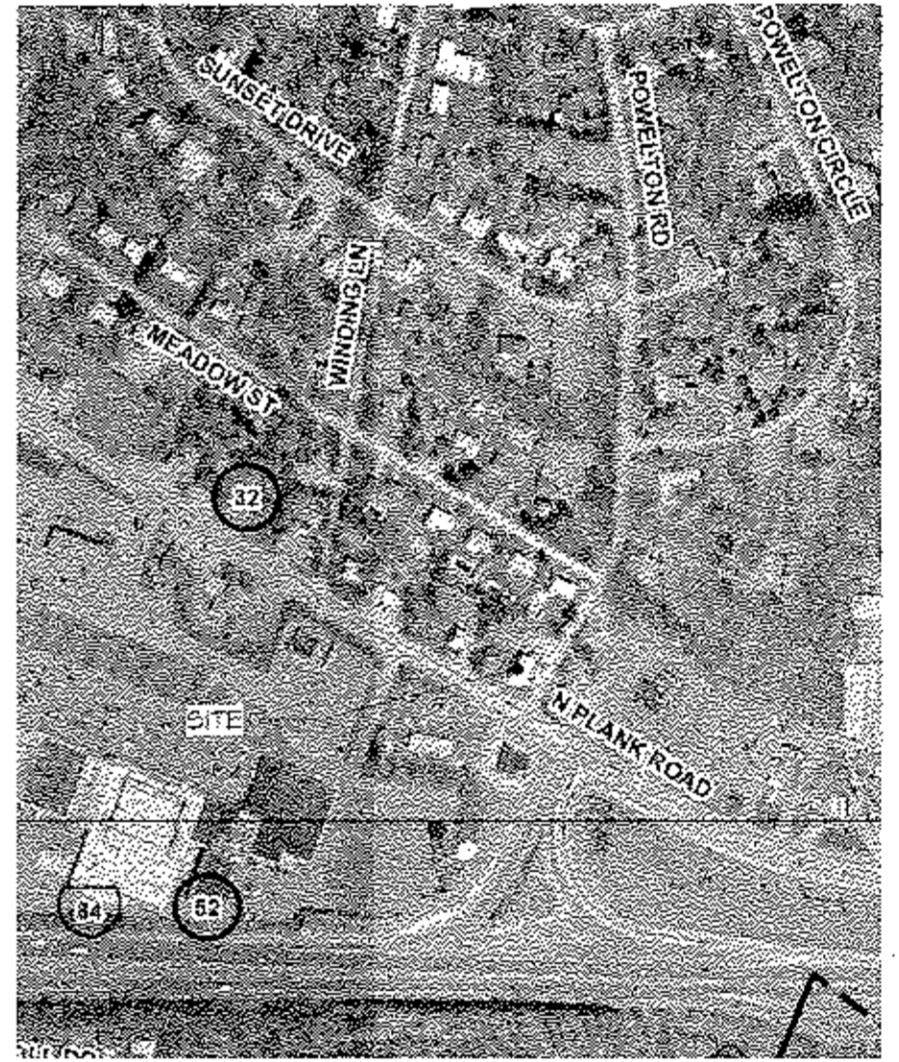 SUNSET DRIVE
POWELTON RD
POWELTON CIRCLE
WINDING LN
MEADOW ST
32
SITE
N PLANK ROAD
84
52